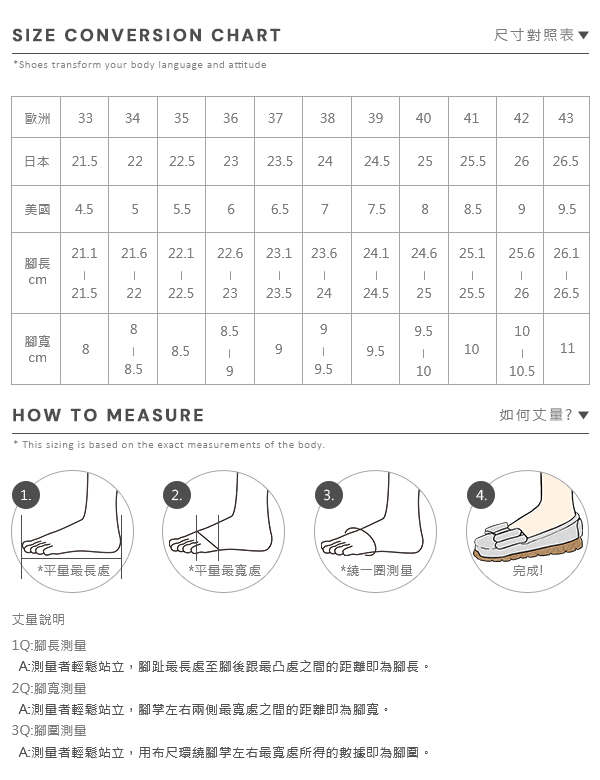 SIZE CONVERSION CHART 尺寸對照表▼
*Shoes transform your body language and attitude
歐洲 33 34 35 36 37 38 39 40 41 42 43
日本 21.5 22 22.5 23 23.5 24 24.5 25 25.5 26 26.5
美國 4.5 5 5.5 6 6.5 7 7.5 8 8.5 9 9.5
腳長 cm 21.1 | 21.5 21.6 | 22 22.1 | 22.5 22.6 | 23 23.1 | 23.5 23.6 | 24 24.1 | 24.5 24.6 | 25 25.1 | 25.5 25.6 | 26 26.1 | 26.5
腳寬 cm 8 8 | 8.5 8.5 8.5 | 9 9 9 | 9.5 9.5 9.5 | 10 10 10 | 10.5 11
HOW TO MEASURE 如何丈量?▼
* This sizing is based on the exact measurements of the body.
1. 2. 3. 4.
*平量最長處 *平量最寬處 *繞一圈測量 完成!
丈量說明
1Q:腳長測量
A:測量者輕鬆站立，腳趾最長處至腳後跟最凸處之間的距離即為腳長。
2Q:腳寬測量
A:測量者輕鬆站立，腳掌左右兩側最寬處之間的距離即為腳寬。
3Q:腳圍測量
A:測量者輕鬆站立，用布尺環繞腳掌左右最寬處所得的數據即為腳圍。